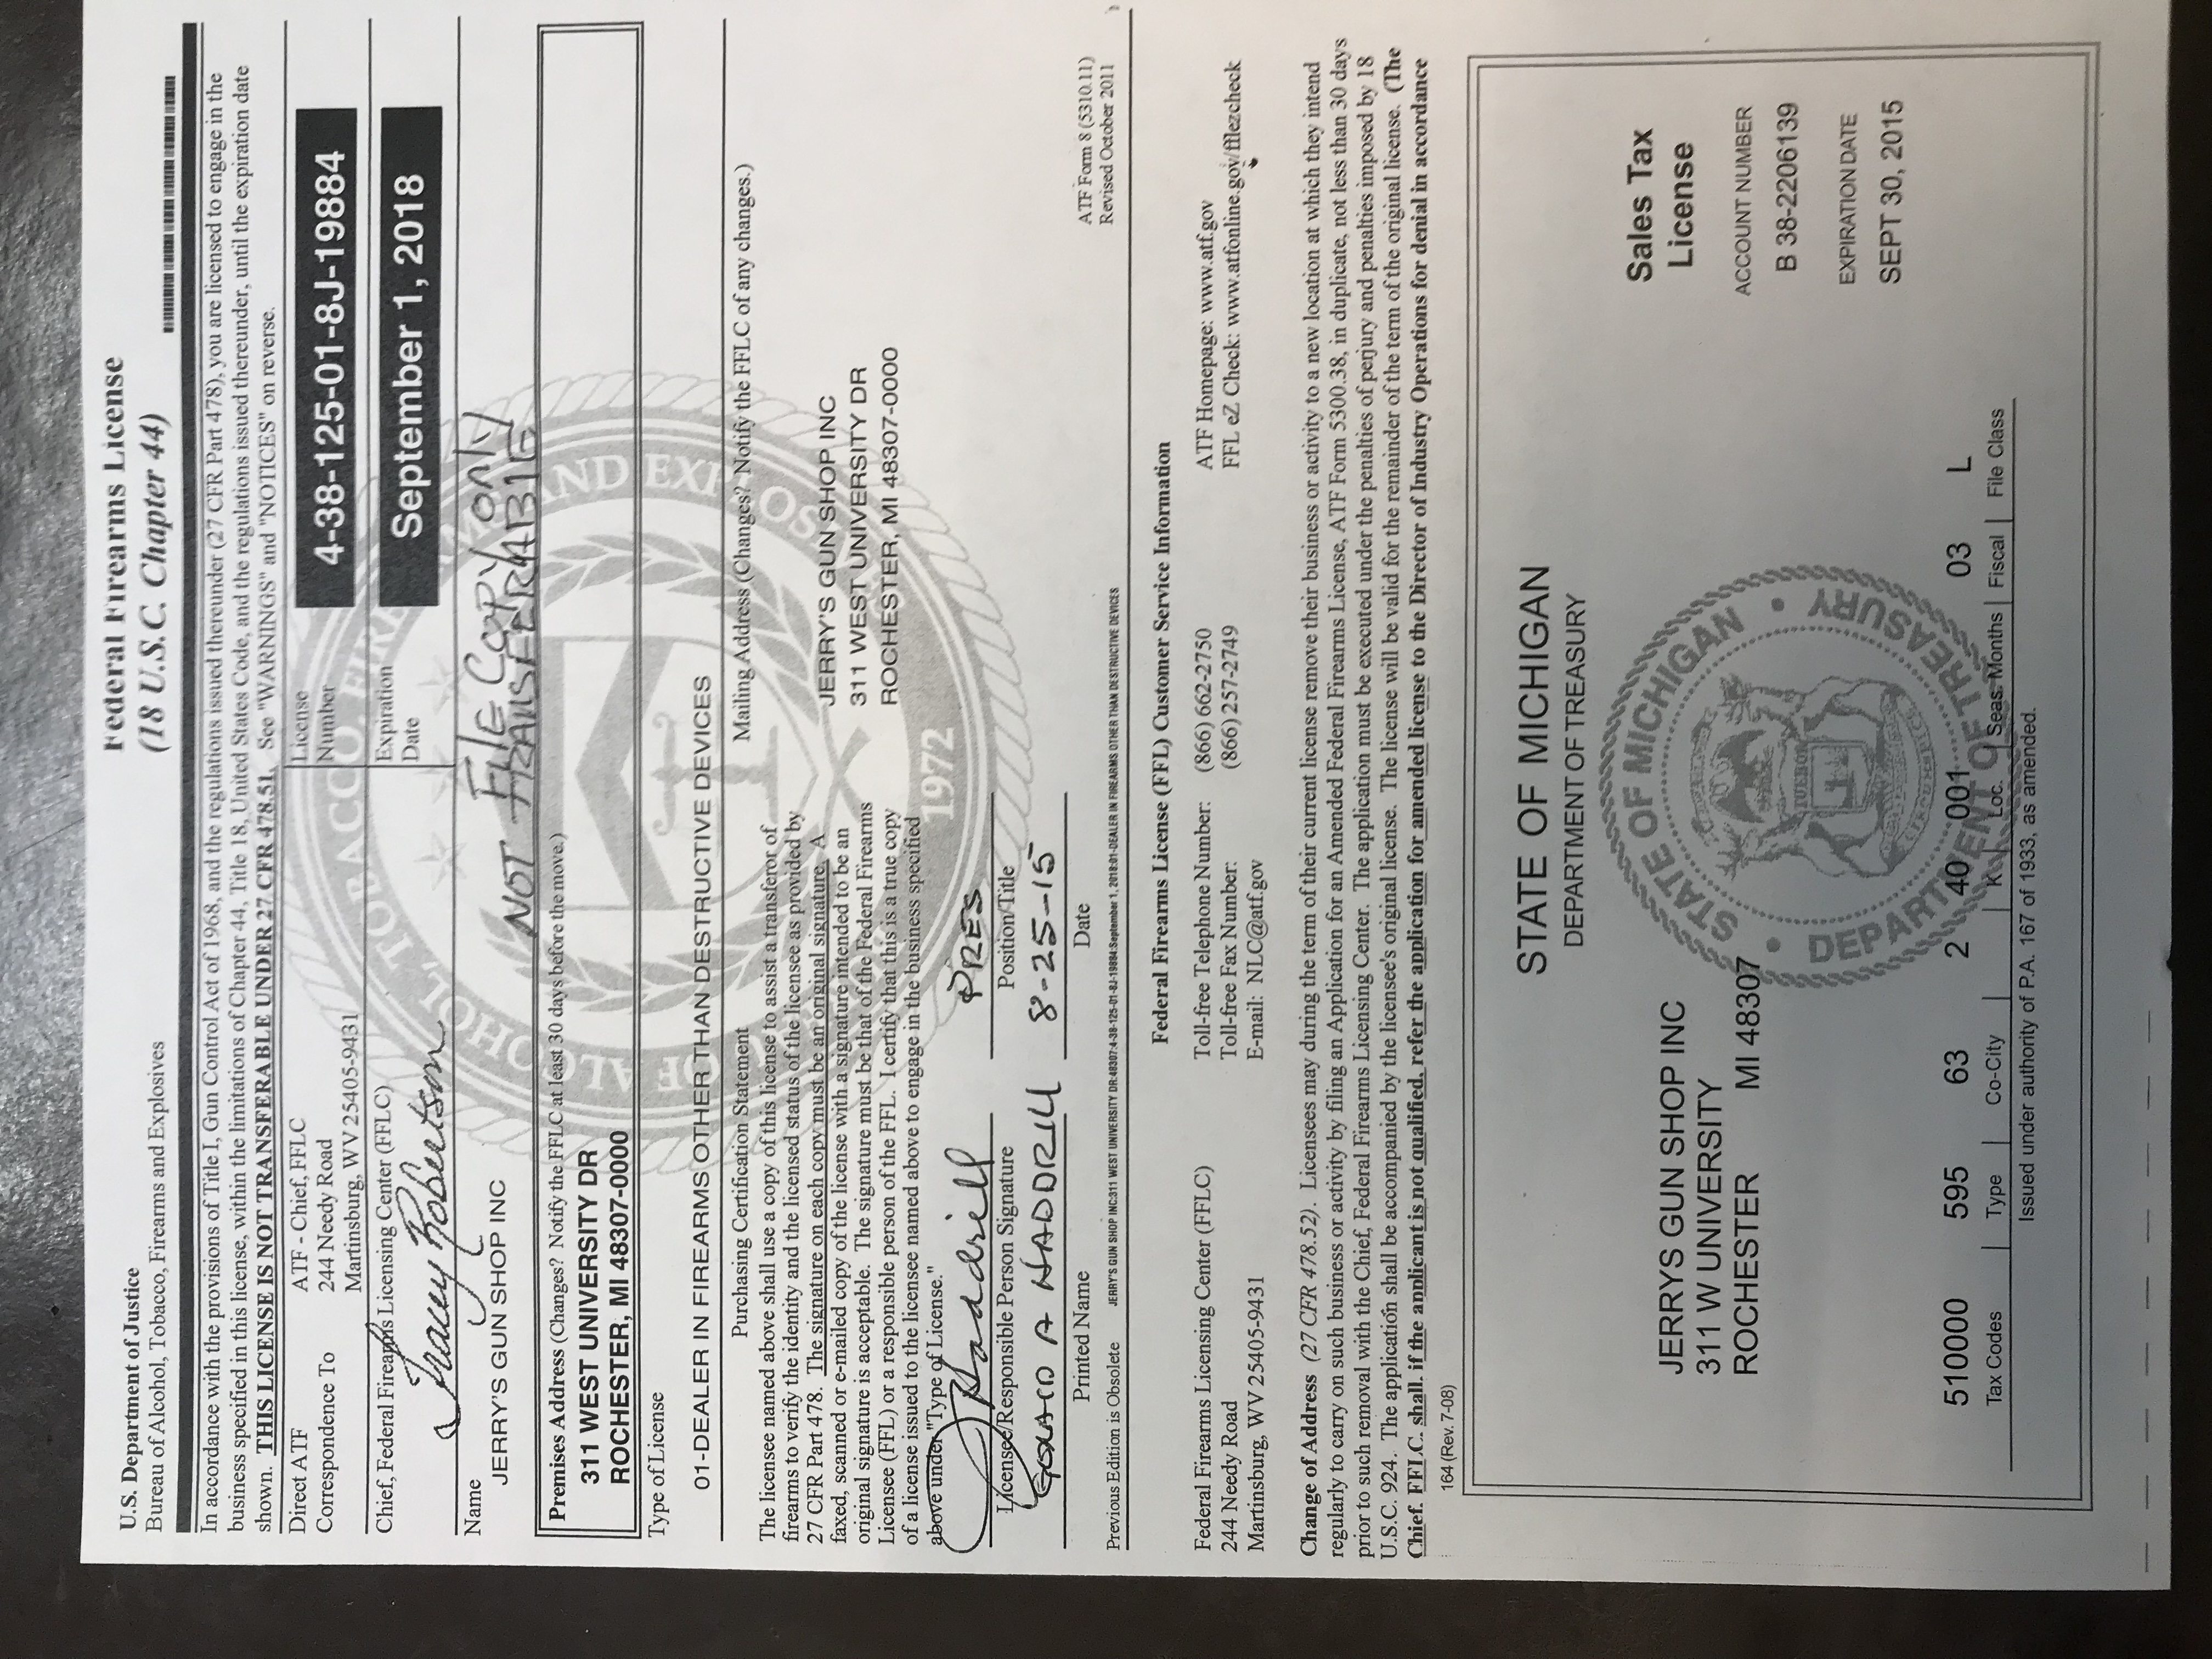 U.S. Department of Justice
Bureau of Alcohol, Tobacco, Firearms and Explosives
Federal Firearms License
(18 U.S.C. Chapter 44)
In accordance with the provisions of Title I, Gun Control Act of 1968, and the regulations issued thereunder (27 CFR Part 478), you are licensed to engage in the
business specified in this license, within the limitations of Chapter 44, Title 18, United States Code, and the regulations issued thereunder, until the expiration date
shown. THIS LICENSE IS NOT TRANSFERABLE UNDER 27 CFR 478.51. See "WARNINGS" and "NOTICES" on reverse.
Direct ATF
Correspondence To
ATF - Chief, FFLC
244 Needy Road
Martinsburg, WV 25405-9431
License
Number
4-38-125-01-8J-19884
Chief, Federal Firearms Licensing Center (FFLC)
Tracey Robertson
Expiration
Date
September 1, 2018
Name
JERRY'S GUN SHOP INC
FilE Copy only
NOT TRANSFERABLE
Premises Address (Changes? Notify the FFLC at least 30 days before the move.)
311 WEST UNIVERSITY DR
ROCHESTER, MI 48307-0000
Type of License
01-DEALER IN FIREARMS OTHER THAN DESTRUCTIVE DEVICES
Purchasing Certification Statement
The licensee named above shall use a copy of this license to assist a transferor of
firearms to verify the identity and the licensed status of the licensee as provided by
27 CFR Part 478. The signature on each copy must be an original signature. A
faxed, scanned or e-mailed copy of the license with a signature intended to be an
original signature is acceptable. The signature must be that of the Federal Firearms
Licensee (FFL) or a responsible person of the FFL. I certify that this is a true copy
of a license issued to the licensee named above to engage in the business specified
above under "Type of License."
Mailing Address (Changes? Notify the FFLC of any changes.)
JERRY'S GUN SHOP INC
311 WEST UNIVERSITY DR
ROCHESTER, MI 48307-0000
1972
J Haddrill
PRES
Licensee/Responsible Person Signature
Position/Title
A HADDRILL
8-25-15
Printed Name
Date
ATF Form 8 (5310.11)
Revised October 2011
Previous Edition is Obsolete
JERRY'S GUN SHOP INC:311 WEST UNIVERSITY DR:48307:4-38-125-01-8J-19884:September 1, 2018:01-DEALER IN FIREARMS OTHER THAN DESTRUCTIVE DEVICES
Federal Firearms License (FFL) Customer Service Information
Federal Firearms Licensing Center (FFLC)
244 Needy Road
Martinsburg, WV 25405-9431
Toll-free Telephone Number: (866) 662-2750
Toll-free Fax Number: (866) 257-2749
E-mail: NLC@atf.gov
ATF Homepage: www.atf.gov
FFL eZ Check: www.atfonline.gov/fflezcheck
Change of Address (27 CFR 478.52). Licensees may during the term of their current license remove their business or activity to a new location at which they intend
regularly to carry on such business or activity by filing an Application for an Amended Federal Firearms License, ATF Form 5300.38, in duplicate, not less than 30 days
prior to such removal with the Chief, Federal Firearms Licensing Center. The application must be executed under the penalties of perjury and penalties imposed by 18
U.S.C. 924. The application shall be accompanied by the licensee's original license. The license will be valid for the remainder of the term of the original license. (The
Chief, FFLC, shall, if the applicant is not qualified, refer the application for amended license to the Director of Industry Operations for denial in accordance
164 (Rev. 7-08)
STATE OF MICHIGAN
DEPARTMENT OF TREASURY
JERRYS GUN SHOP INC
311 W UNIVERSITY
ROCHESTER MI 48307
STATE OF MICHIGAN
DEPARTMENT OF TREASURY
TUEBOR
Sales Tax
License
ACCOUNT NUMBER
B 38-2206139
EXPIRATION DATE
SEPT 30, 2015
510000 595 63 2 40 001 03 L
Tax Codes Type Co-City K Loc. Seas. Months Fiscal File Class
Issued under authority of P.A. 167 of 1933, as amended.